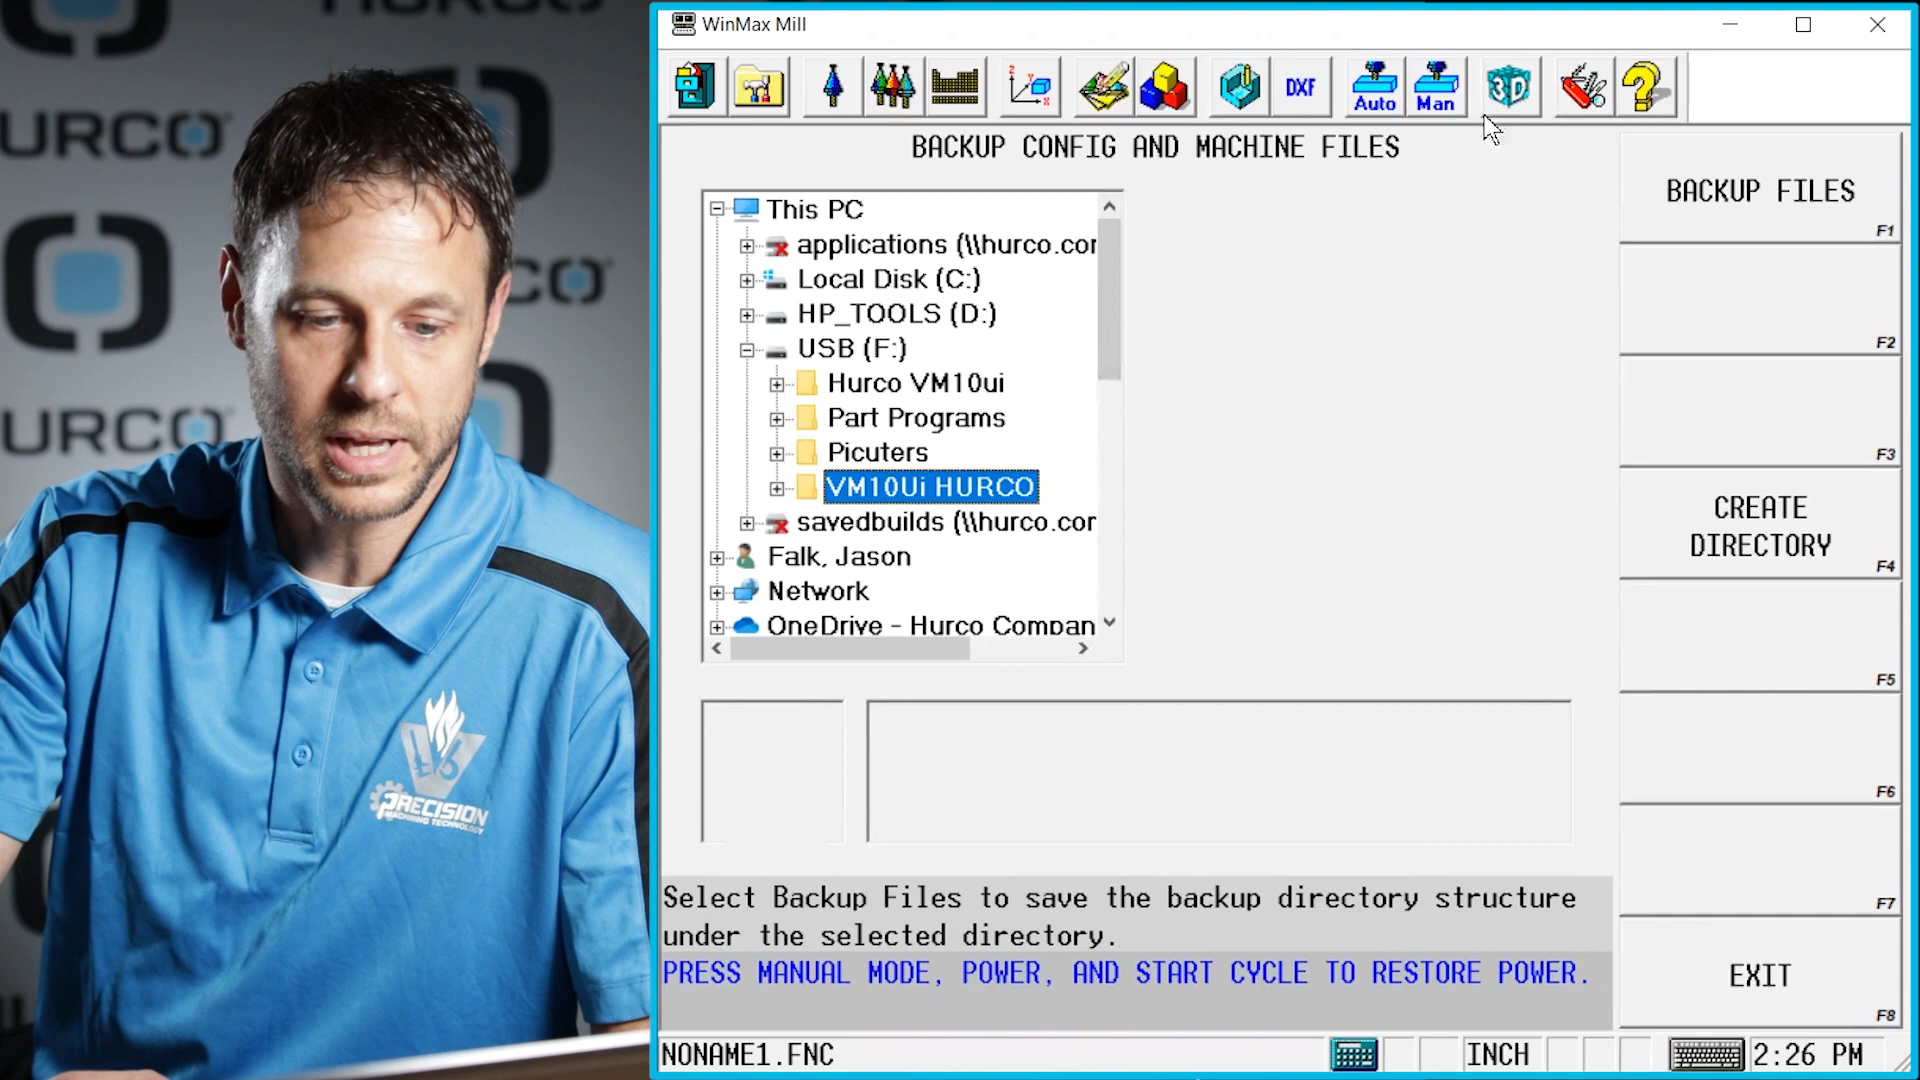 HURCO
URCO
CO
URCO
PRECISION
MACHINING TECHNOLOGY
WinMax Mill
DXF
Auto
Man
3D
BACKUP CONFIG AND MACHINE FILES
This PC
applications (\\hurco.cor
Local Disk (C:)
HP_TOOLS (D:)
USB (F:)
Hurco VM10ui
Part Programs
Picuters
VM10Ui HURCO
savedbuilds (\\hurco.cor
Falk, Jason
Network
OneDrive - Hurco Compan
BACKUP FILES
F1
F2
F3
CREATE
DIRECTORY
F4
F5
F6
F7
EXIT
F8
Select Backup Files to save the backup directory structure
under the selected directory.
PRESS MANUAL MODE, POWER, AND START CYCLE TO RESTORE POWER.
NONAME1.FNC
INCH
2:26 PM